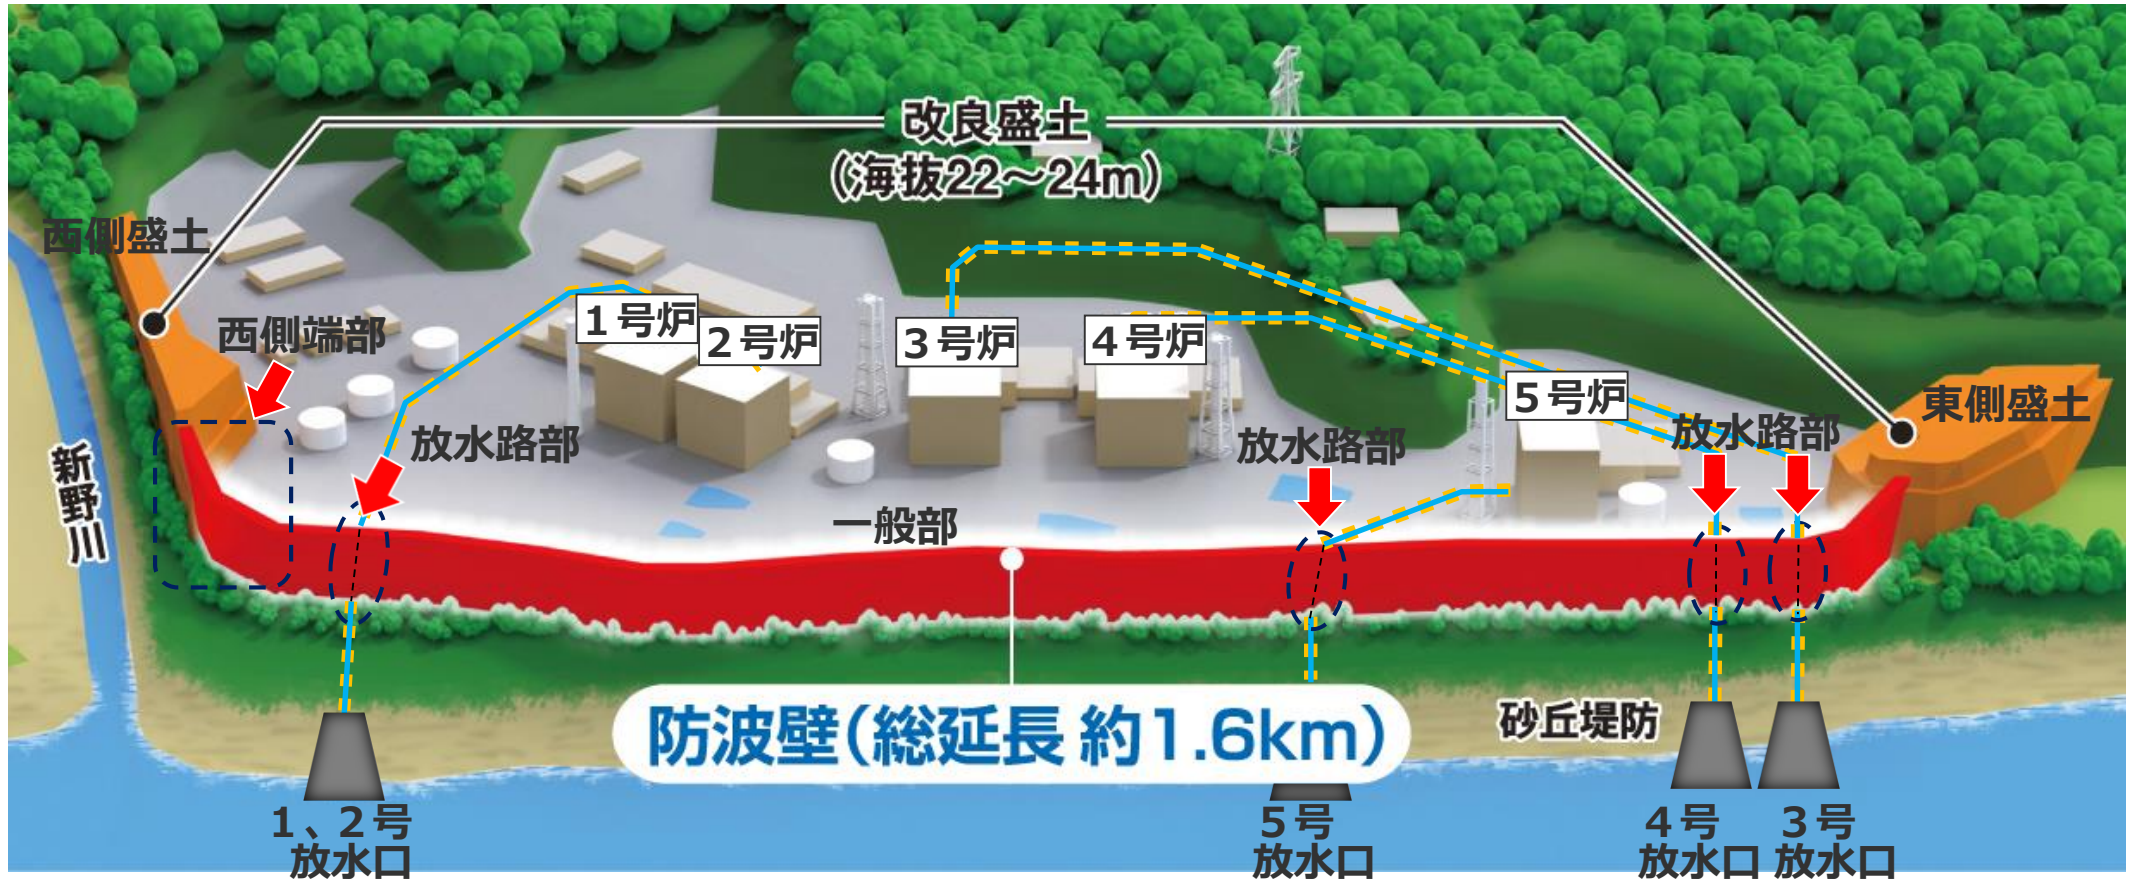 改良盛土
（海抜22～24m）
西側盛土
西側端部
１号炉
２号炉
３号炉
４号炉
５号炉
東側盛土
放水路部
放水路部
放水路部
新野川
一般部
防波壁（総延長 約1.6km）
砂丘堤防
１、２号
放水口
５号
放水口
４号
放水口
３号
放水口